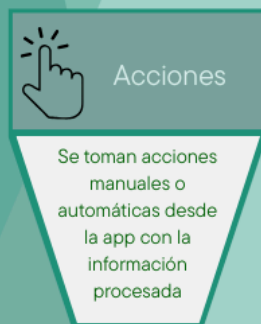 Acciones
Se toman acciones
manuales o
automáticas desde
la app con la
información
procesada